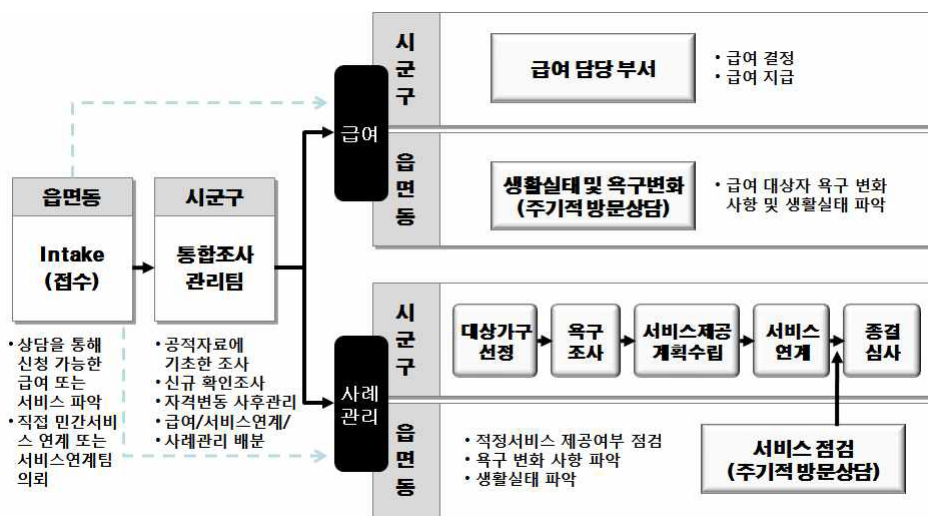 읍면동
Intake
(접수)
• 상담을 통해
신청 가능한
급여 또는
서비스 파악
• 직접 민간서비
스 연계 또는
서비스연계팀
의뢰
시군구
통합조사
관리팀
• 공적자료에
기초한 조사
• 신규 확인조사
• 자격변동 사후관리
• 급여/서비스연계/
• 사례관리 배분
급여
시
군
구
급여 담당 부서
• 급여 결정
• 급여 지급
읍
면
동
생활실태 및 욕구변화
(주기적 방문상담)
• 급여 대상자 욕구 변화
사항 및 생활실태 파악
사례
관리
시
군
구
대상가구
선정
욕구
조사
서비스제공
계획수립
서비스
연계
종결
심사
읍
면
동
• 적정서비스 제공여부 점검
• 욕구 변화 사항 파악
• 생활실태 파악
서비스 점검
(주기적 방문상담)